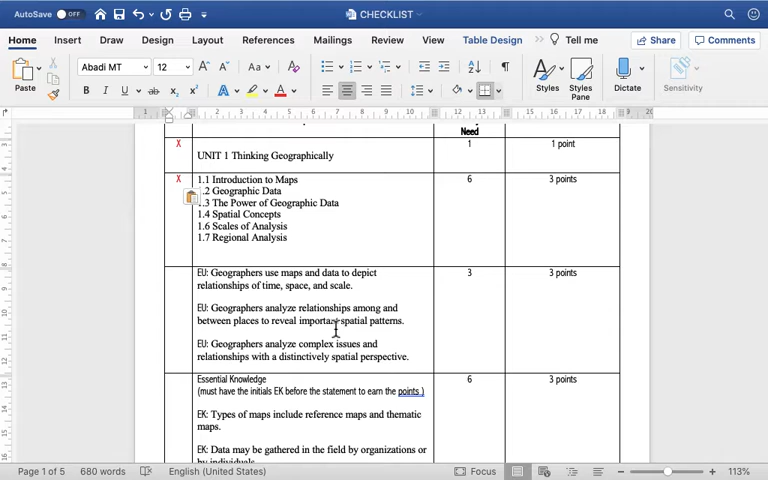 AutoSave OFF CHECKLIST
Home Insert Draw Design Layout References Mailings Review View Table Design Tell me Share Comments
Paste Abadi MT 12 Styles Styles Pane Dictate Sensitivity
Need
X UNIT 1 Thinking Geographically 1 1 point
X 1.1 Introduction to Maps 6 3 points
.2 Geographic Data
.3 The Power of Geographic Data
1.4 Spatial Concepts
1.6 Scales of Analysis
1.7 Regional Analysis
EU: Geographers use maps and data to depict 3 3 points
relationships of time, space, and scale.
EU: Geographers analyze relationships among and
between places to reveal important spatial patterns.
EU: Geographers analyze complex issues and
relationships with a distinctively spatial perspective.
Essential Knowledge 6 3 points
(must have the initials EK before the statement to earn the points )
EK: Types of maps include reference maps and thematic
maps.
EK: Data may be gathered in the field by organizations or
by individuals.
Page 1 of 5 680 words English (United States) Focus 113%